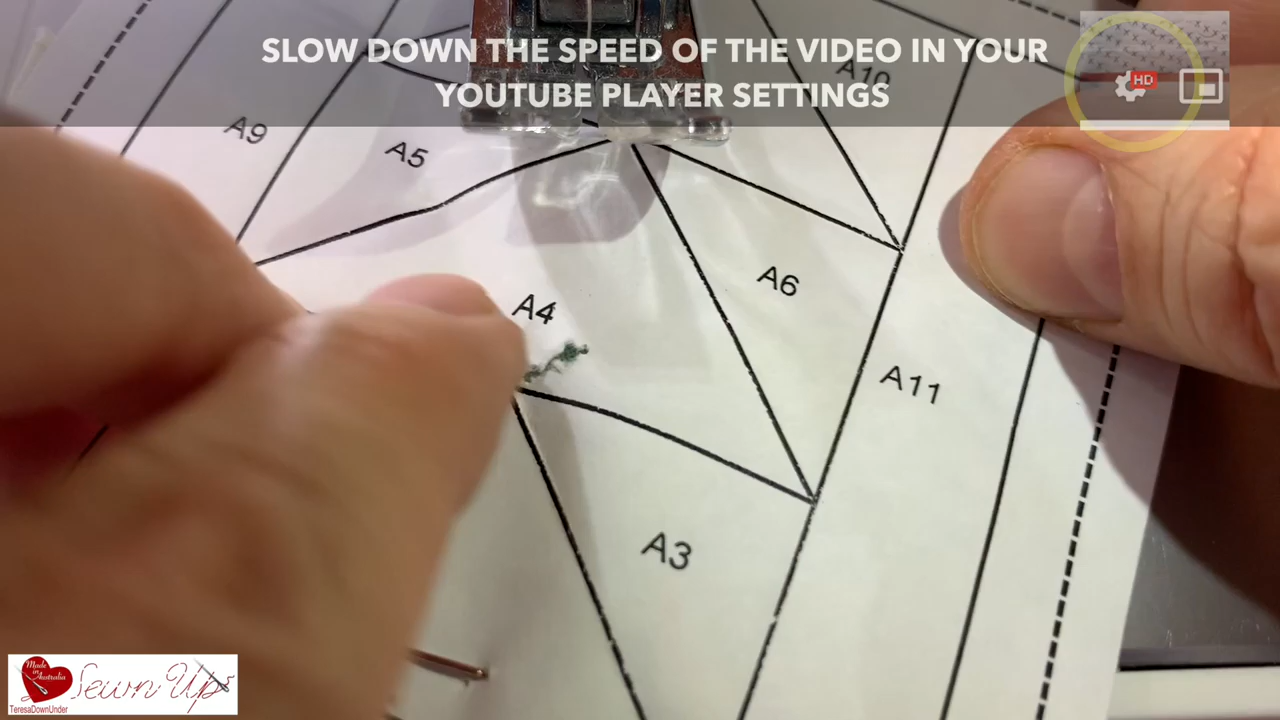 SLOW DOWN THE SPEED OF THE VIDEO IN YOUR
YOUTUBE PLAYER SETTINGS
HD
A10
A9
A5
A6
A4
A11
A3
Made
in
Australia
Sewn Up
TeresaDownUnder